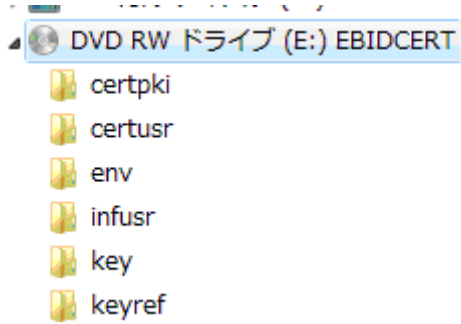 DVD RW ドライブ (E:) EBIDCERT
certpki
certusr
env
infusr
key
keyref